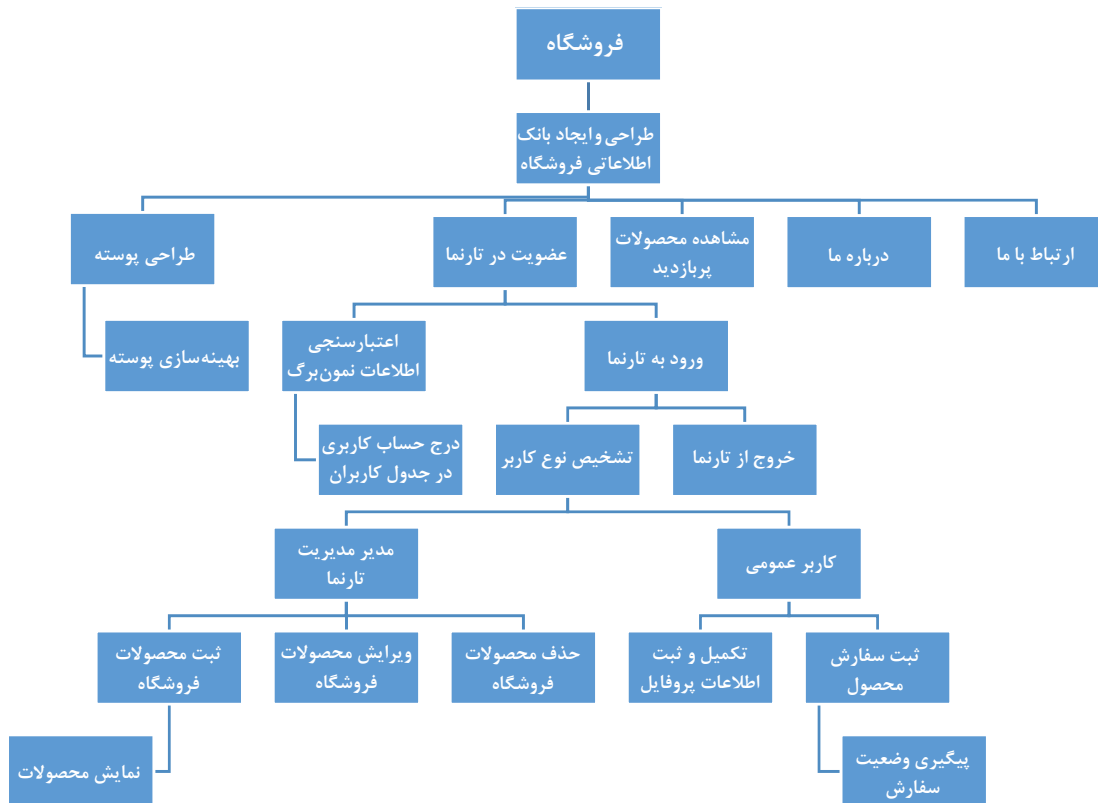 فروشگاه
طراحی و ایجاد بانک
اطلاعاتی فروشگاه
ارتباط با ما
درباره ما
مشاهده محصولات
پربازدید
عضویت در تارنما
طراحی پوسته
ورود به تارنما
اعتبارسنجی
اطلاعات نمون‌برگ
بهینه‌سازی پوسته
خروج از تارنما
تشخیص نوع کاربر
درج حساب کاربری
در جدول کاربران
کاربر عمومی
مدیر مدیریت
تارنما
ثبت سفارش
محصول
تکمیل و ثبت
اطلاعات پروفایل
حذف محصولات
فروشگاه
ویرایش محصولات
فروشگاه
ثبت محصولات
فروشگاه
پیگیری وضعیت
سفارش
نمایش محصولات